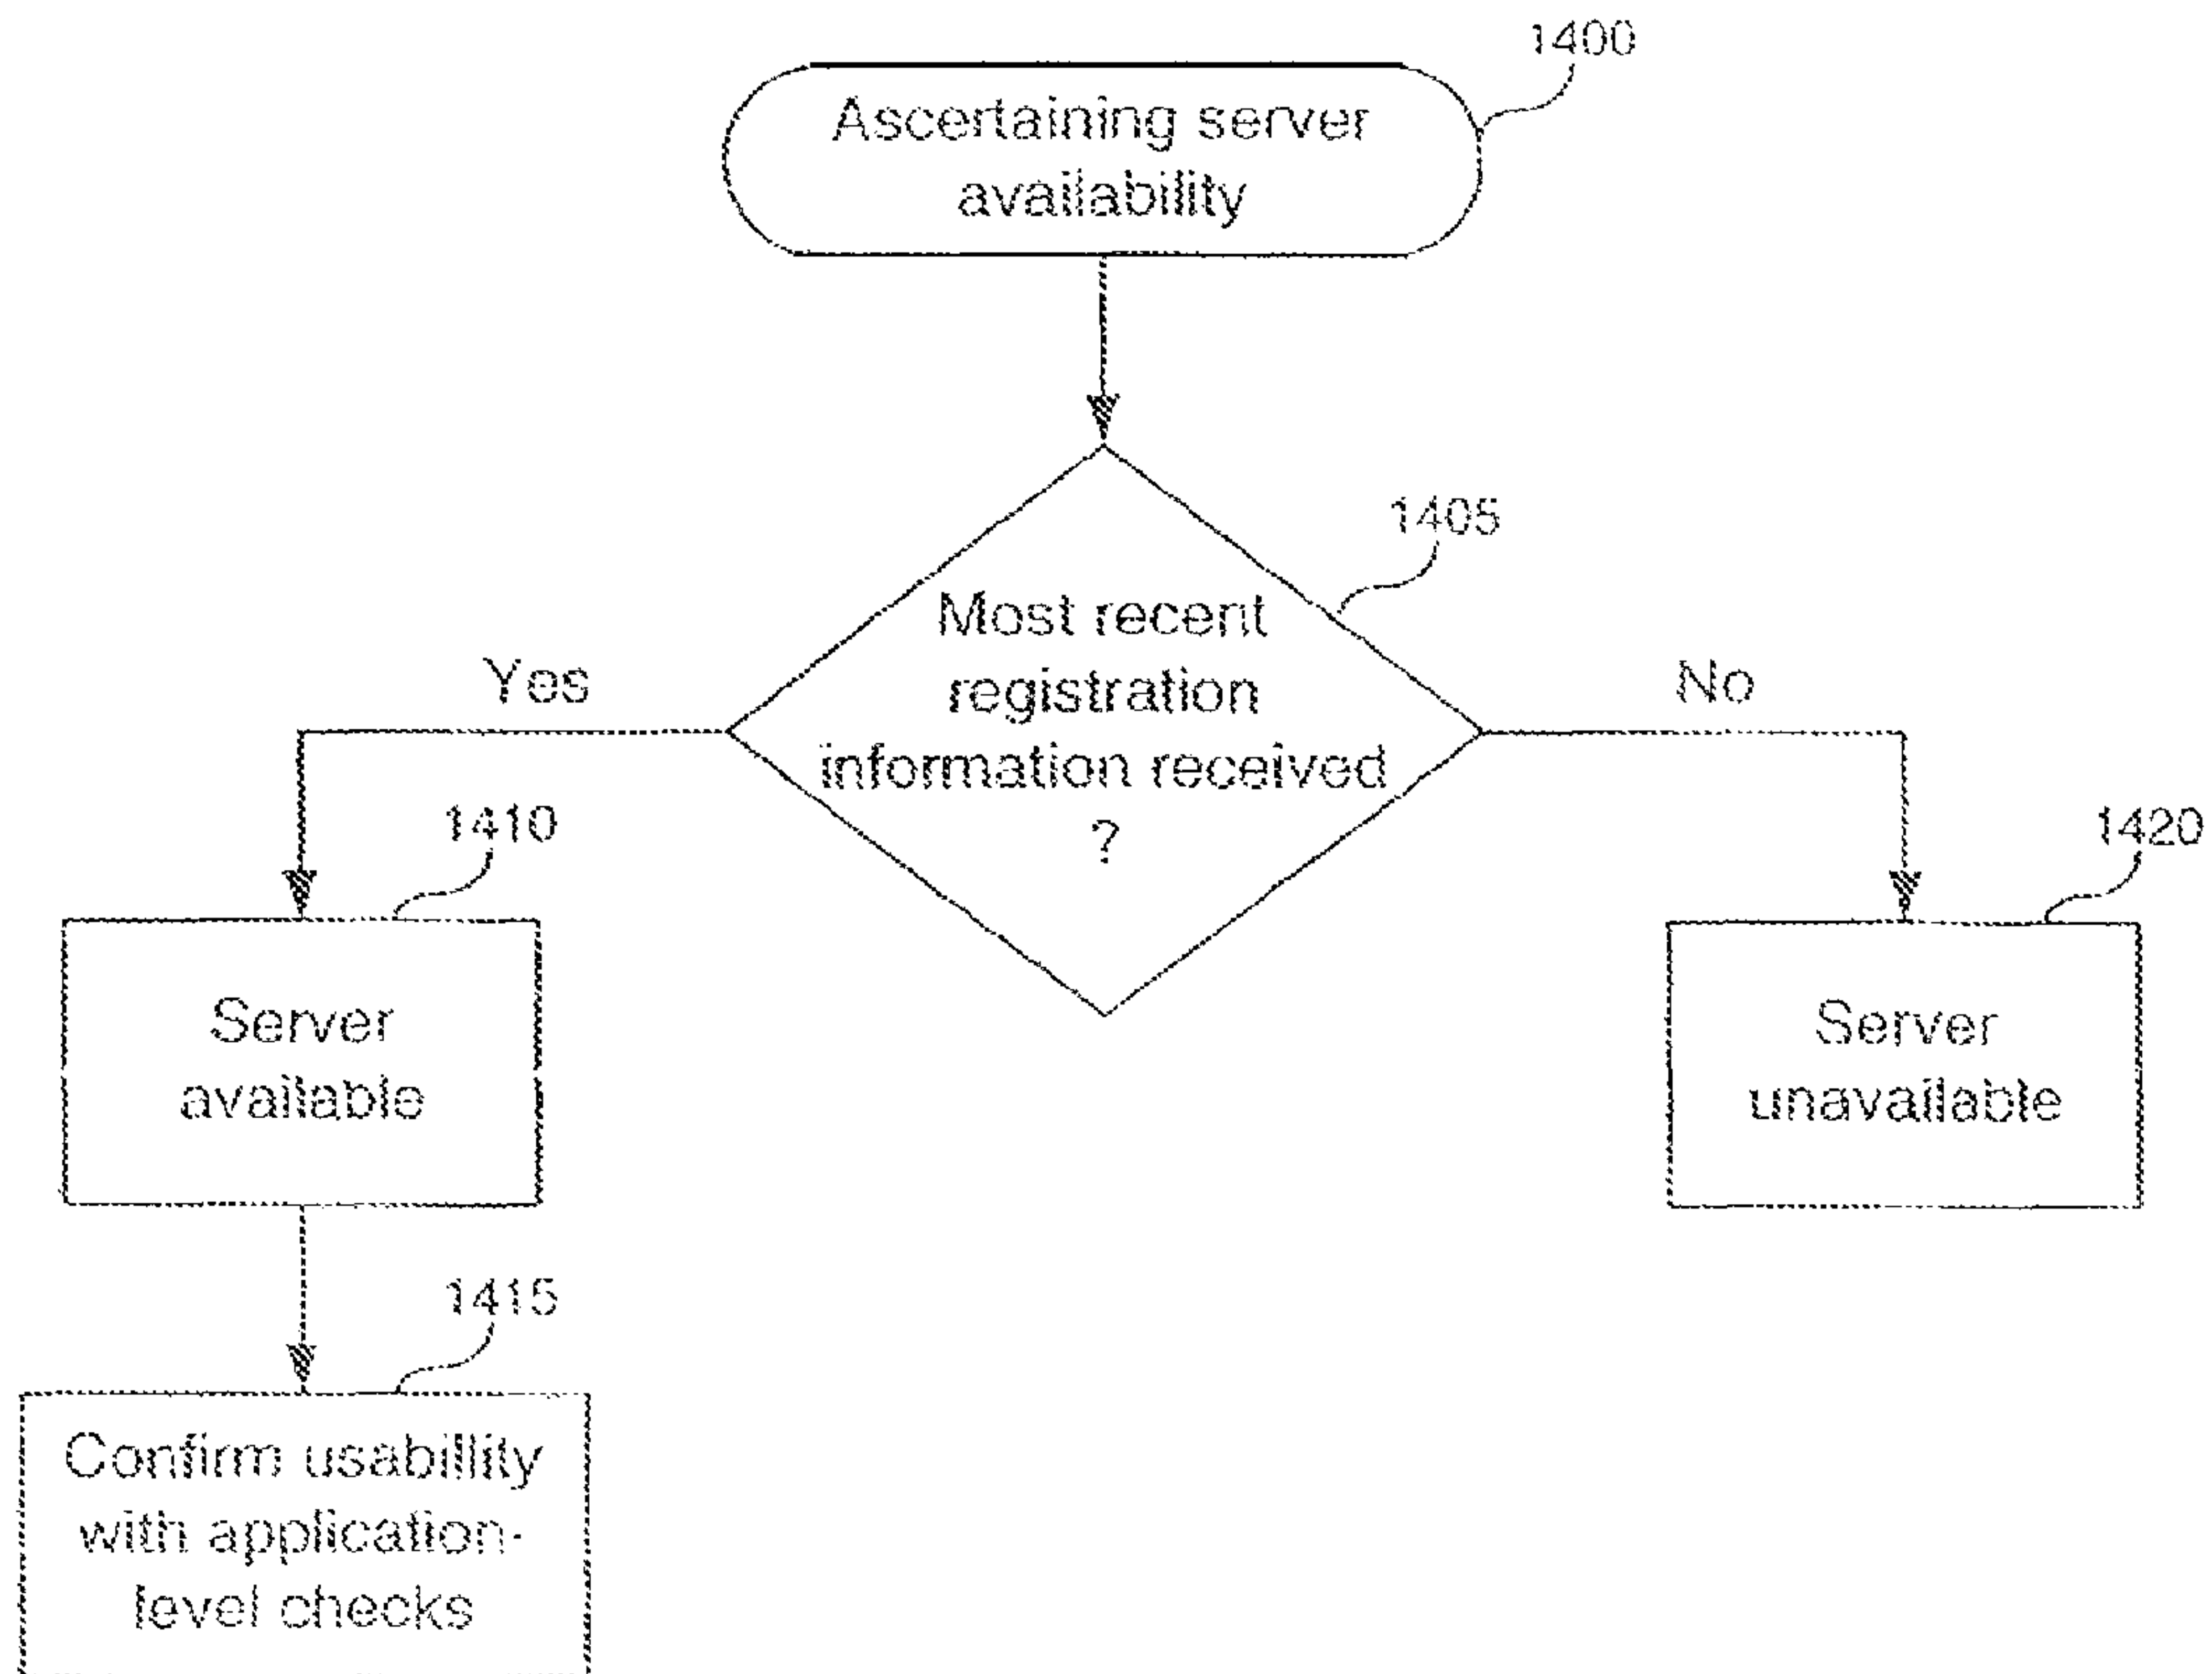 1400
Ascertaining server
availability
1405
Most recent
registration
information received
?
Yes
No
1410
1420
Server
available
Server
unavailable
1415
Confirm usabillity
with application-
level checks